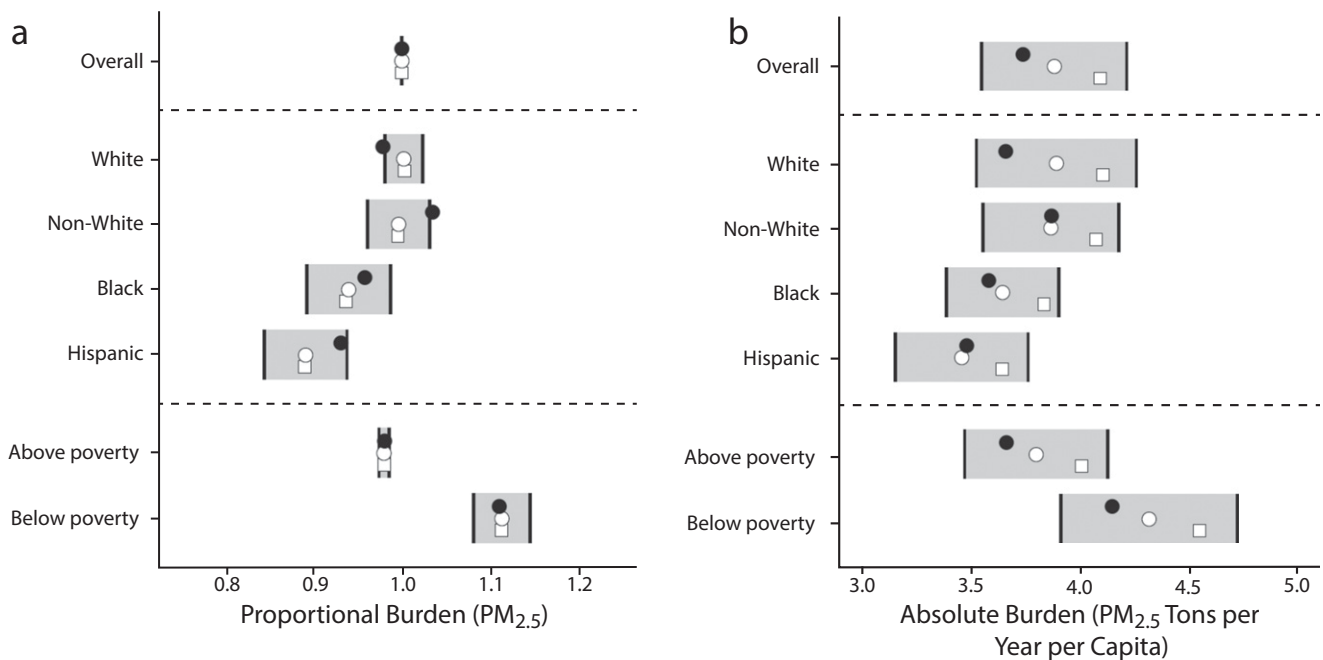 a
Overall
White
Non-White
Black
Hispanic
Above poverty
Below poverty
0.8 0.9 1.0 1.1 1.2
Proportional Burden (PM2.5)
b
Overall
White
Non-White
Black
Hispanic
Above poverty
Below poverty
3.0 3.5 4.0 4.5 5.0
Absolute Burden (PM2.5 Tons per
Year per Capita)